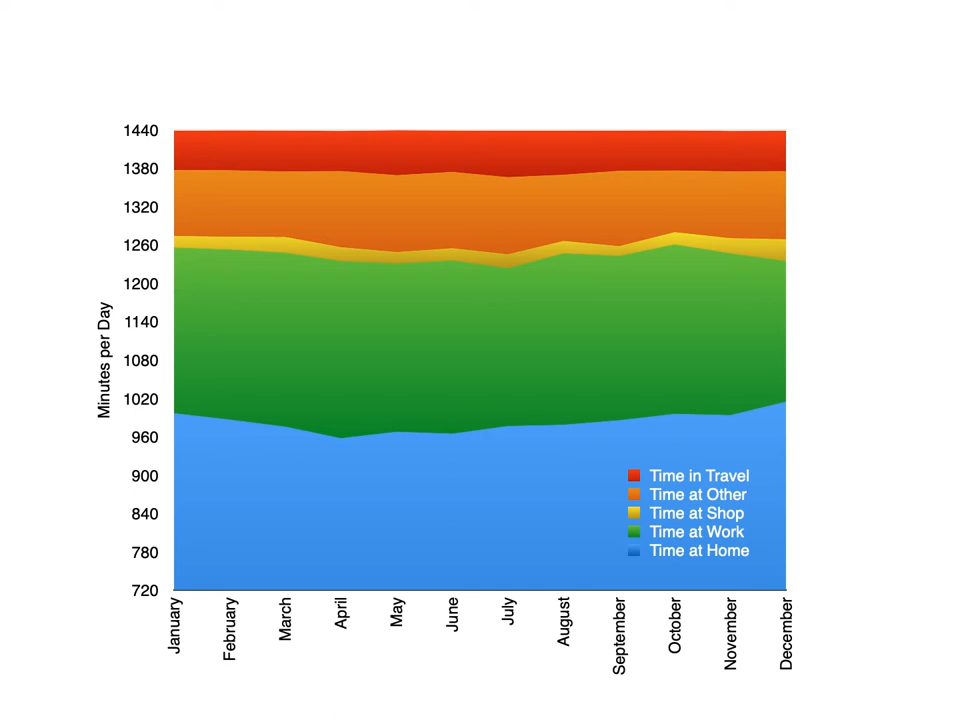 1440
1380
1320
1260
1200
1140
1080
1020
960
900
840
780
720
Minutes per Day
Time in Travel
Time at Other
Time at Shop
Time at Work
Time at Home
January
February
March
April
May
June
July
August
September
October
November
December